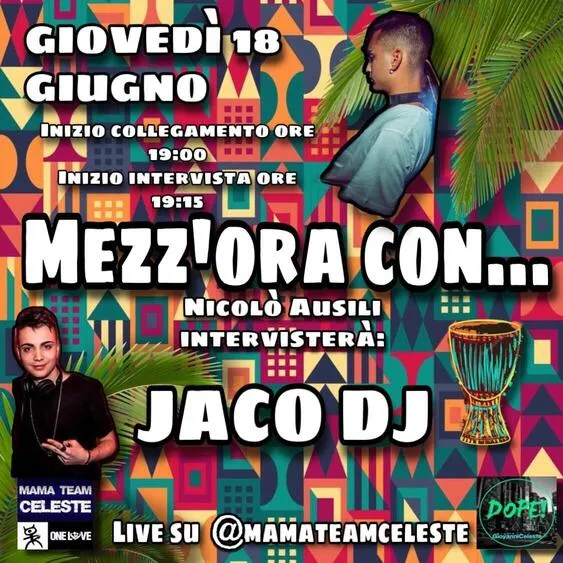 GIOVEDÌ 18
GIUGNO
INIZIO COLLEGAMENTO ORE
19:00
INIZIO INTERVISTA ORE
19:15
MEZZ'ORA CON...
NICOLÒ AUSILI
INTERVISTERÀ:
JACO DJ
MAMA TEAM
CELESTE
ONE LOVE
LIVE SU @MAMATEAMCELESTE
DOPE!
GiovanniCeleste